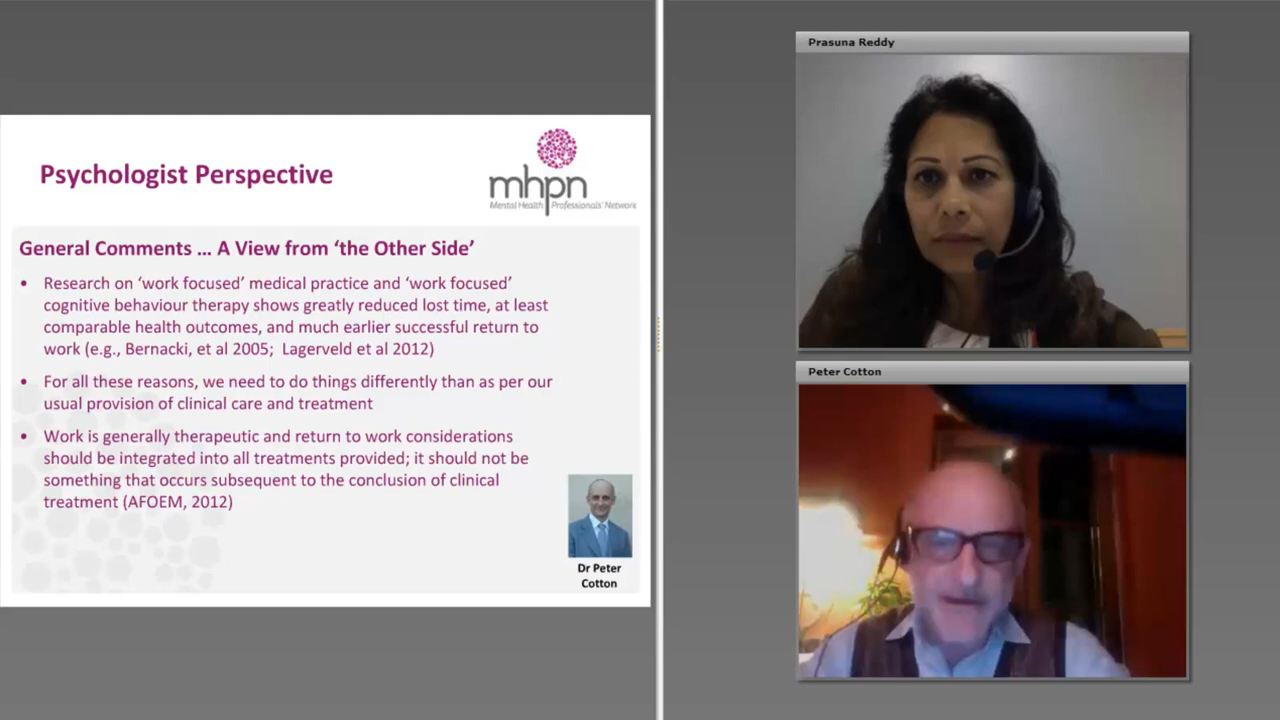 Psychologist Perspective
mhpn
Mental Health Professionals' Network
General Comments ... A View from ‘the Other Side’
• Research on ‘work focused’ medical practice and ‘work focused’
cognitive behaviour therapy shows greatly reduced lost time, at least
comparable health outcomes, and much earlier successful return to
work (e.g., Bernacki, et al 2005;  Lagerveld et al 2012)
• For all these reasons, we need to do things differently than as per our
usual provision of clinical care and treatment
• Work is generally therapeutic and return to work considerations
should be integrated into all treatments provided; it should not be
something that occurs subsequent to the conclusion of clinical
treatment (AFOEM, 2012)
Dr Peter
Cotton
Prasuna Reddy
Peter Cotton